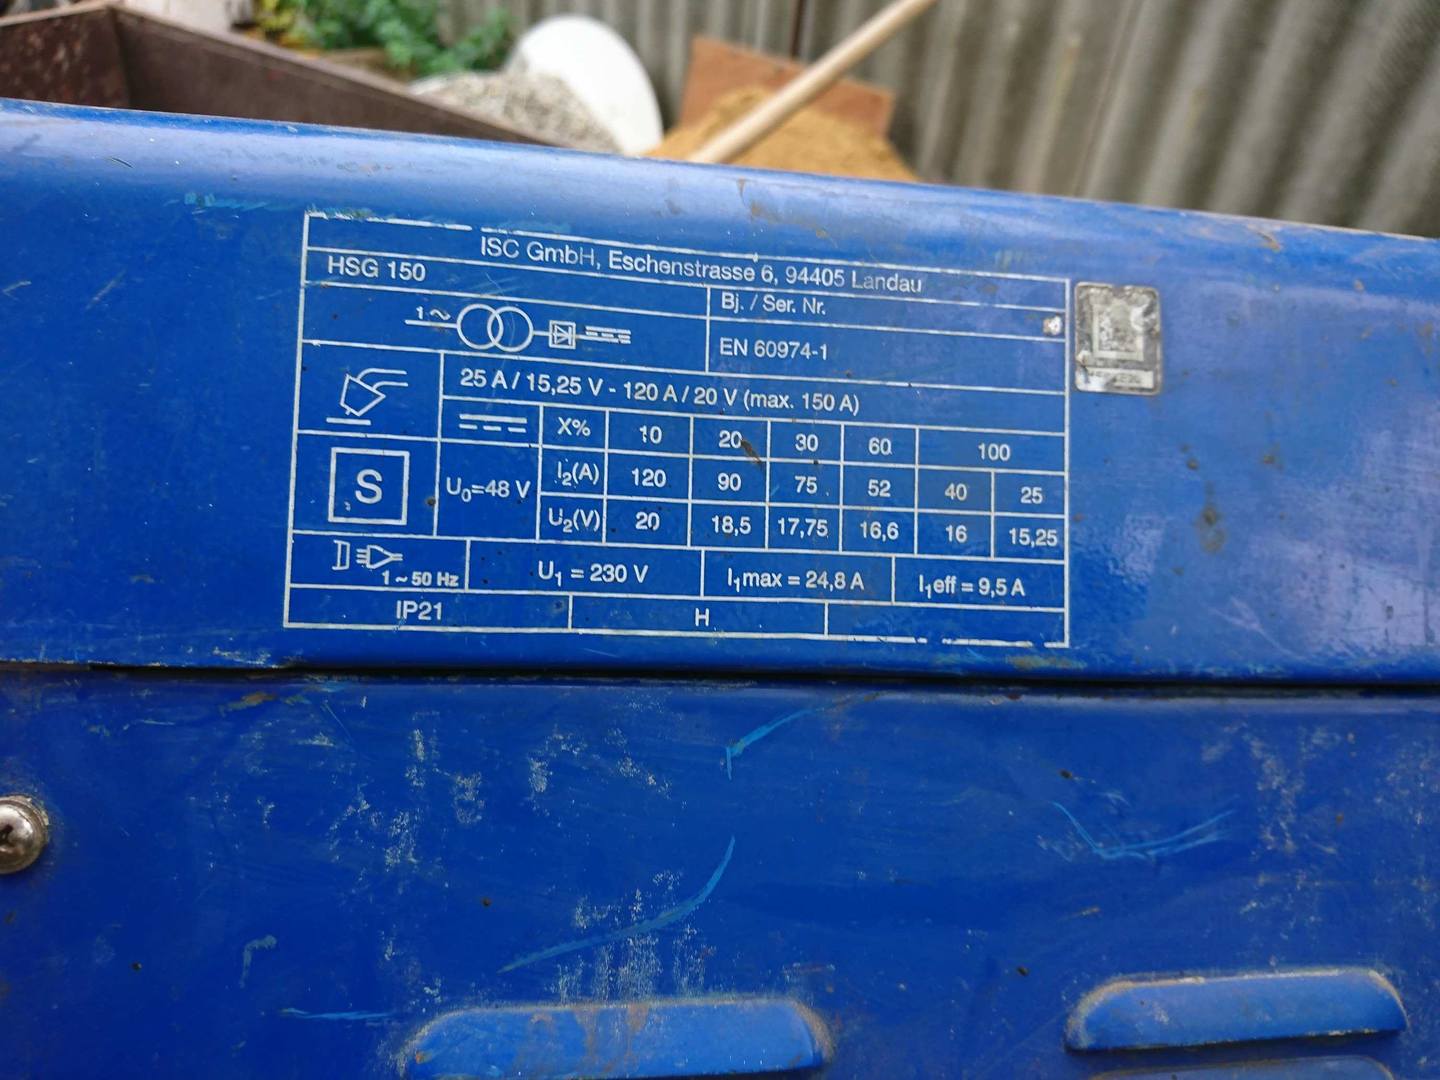 ISC GmbH, Eschenstrasse 6, 94405 Landau
HSG 150
Bj. / Ser. Nr.
1 ~
EN 60974-1
25 A / 15,25 V - 120 A / 20 V (max. 150 A)
X% 10 20 30 60 100
S
U0=48 V
I2(A) 120 90 75 52 40 25
U2(V) 20 18,5 17,75 16,6 16 15,25
1 ~ 50 Hz
U1 = 230 V
I1max = 24,8 A
I1eff = 9,5 A
IP21
H